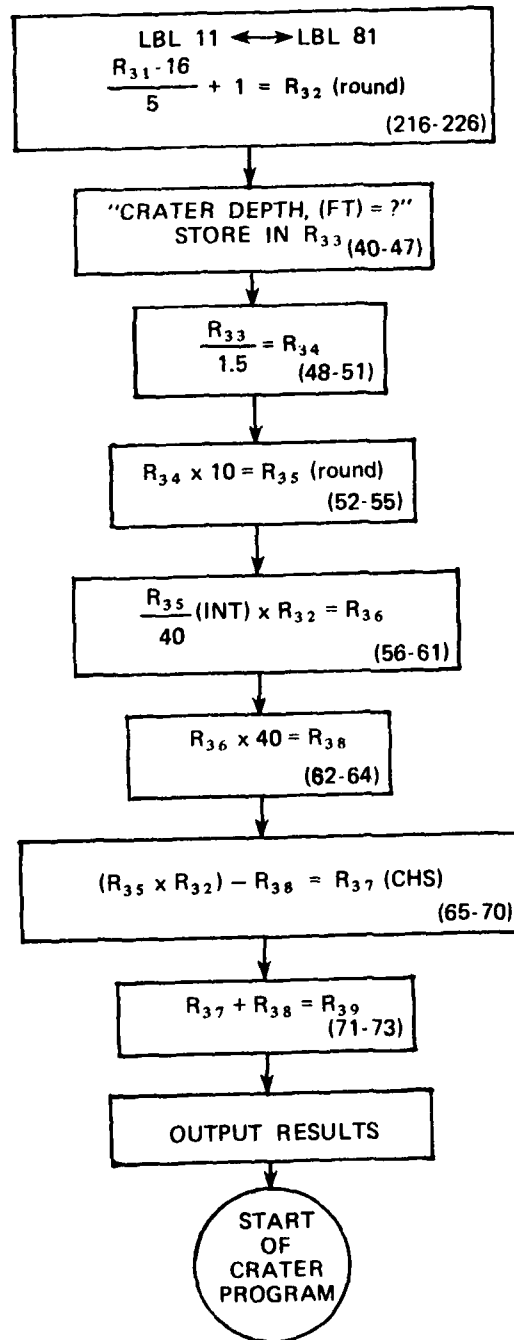 LBL 11 ⟷ LBL 81
R₃₁ - 16
5
+ 1 = R₃₂ (round)
(216-226)
"CRATER DEPTH, (FT) = ?"
STORE IN R₃₃ (40-47)
R₃₃
1.5
= R₃₄
(48-51)
R₃₄ x 10 = R₃₅ (round)
(52-55)
R₃₅
40
(INT) x R₃₂ = R₃₆
(56-61)
R₃₆ x 40 = R₃₈
(62-64)
(R₃₅ x R₃₂) – R₃₈ = R₃₇ (CHS)
(65-70)
R₃₇ + R₃₈ = R₃₉
(71-73)
OUTPUT RESULTS
START
OF
CRATER
PROGRAM